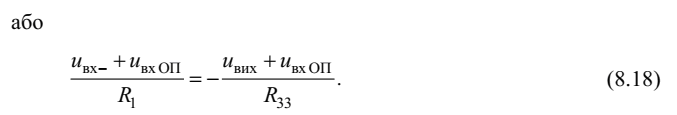 або
(u_вх− + u_вх ОП) / R_1 = − (u_вих + u_вх ОП) / R_33. (8.18)